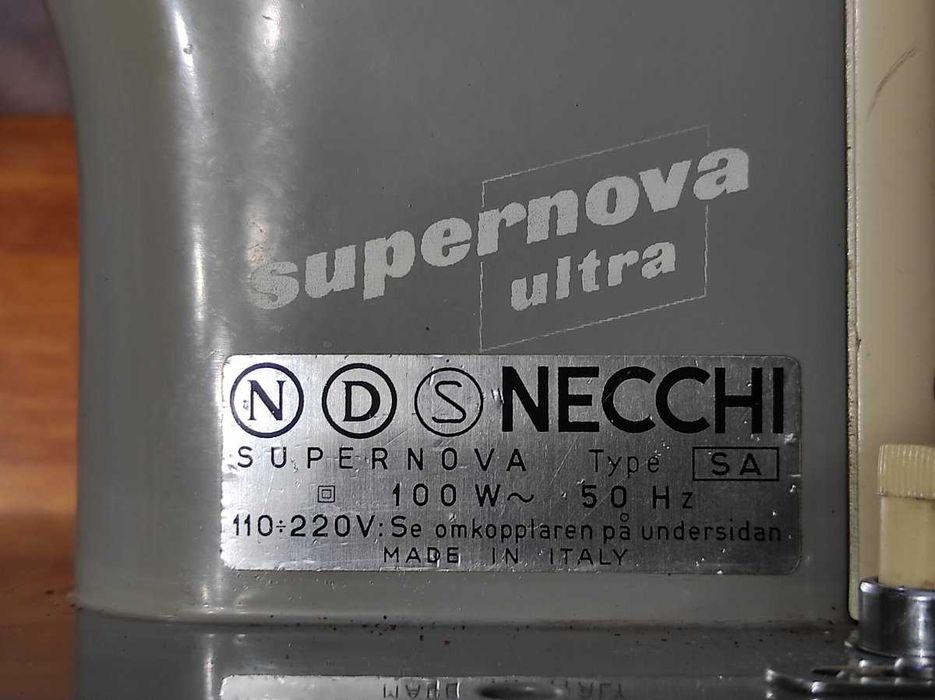 supernova
ultra
N D S NECCHI
SUPERNOVA Type SA
100 W~ 50 Hz
110÷220V: Se omkopplaren på undersidan
MADE IN ITALY